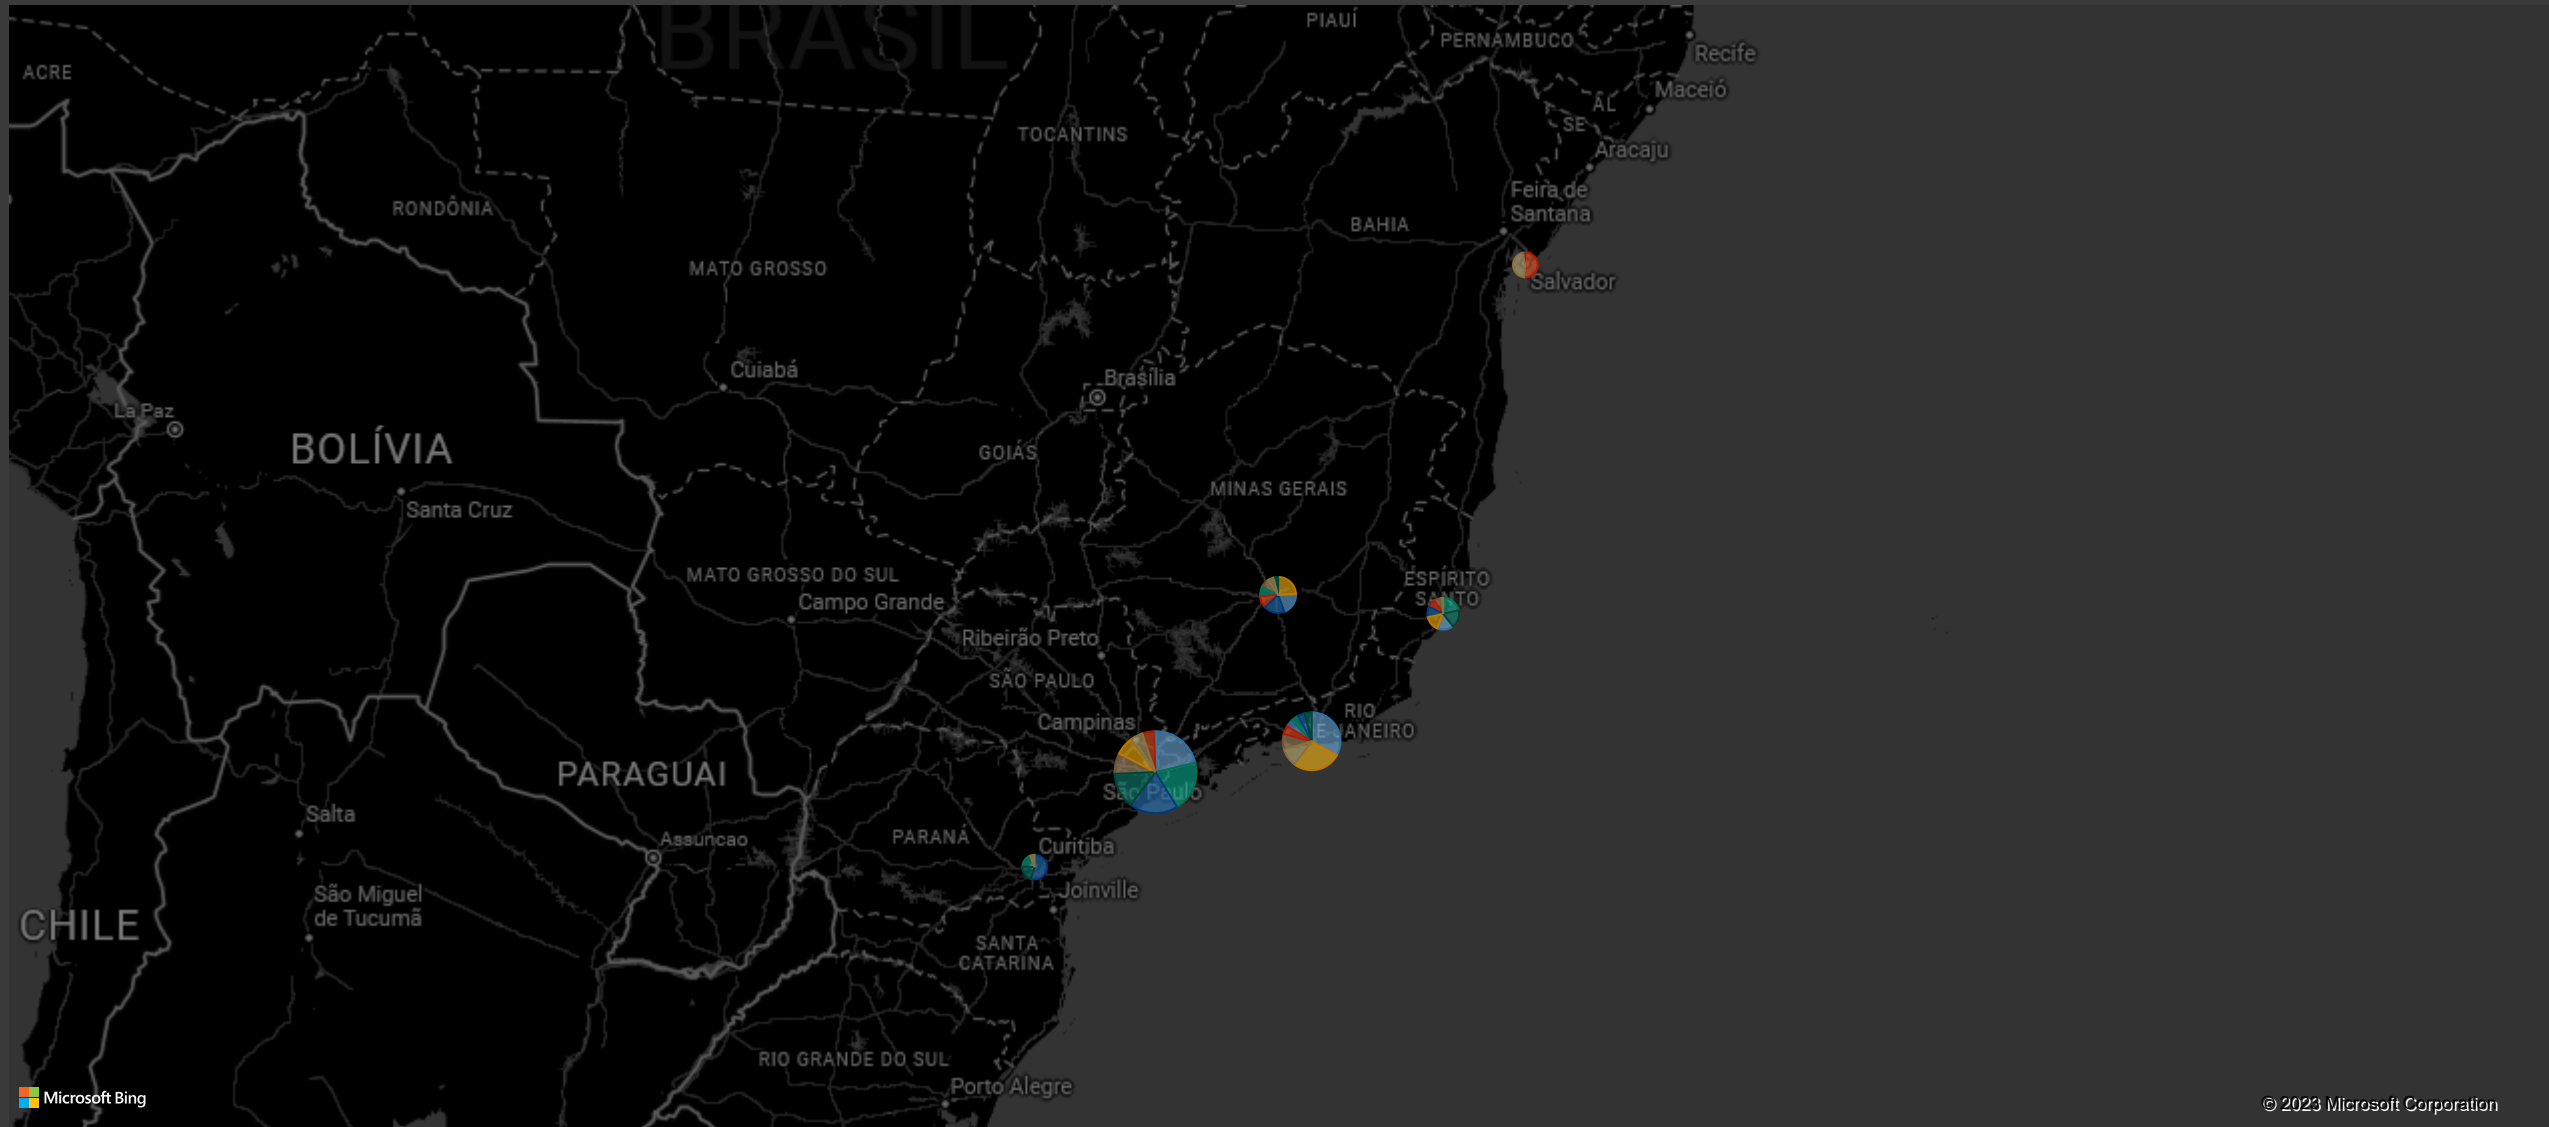 BRASIL
PIAUÍ
PERNAMBUCO
Recife
ACRE
Maceió
AL
SE
TOCANTINS
Aracaju
Feira de
Santana
RONDÔNIA
BAHIA
MATO GROSSO
Salvador
Cuiabá
Brasília
La Paz
BOLÍVIA
GOIÁS
MINAS GERAIS
Santa Cruz
MATO GROSSO DO SUL
Campo Grande
ESPÍRITO
SANTO
Ribeirão Preto
SÃO PAULO
Campinas
RIO
E JANEIRO
PARAGUAI
São Paulo
Salta
Assuncao
PARANÁ
Curitiba
Joinville
São Miguel
de Tucumã
CHILE
SANTA
CATARINA
RIO GRANDE DO SUL
Porto Alegre
Microsoft Bing
© 2023 Microsoft Corporation